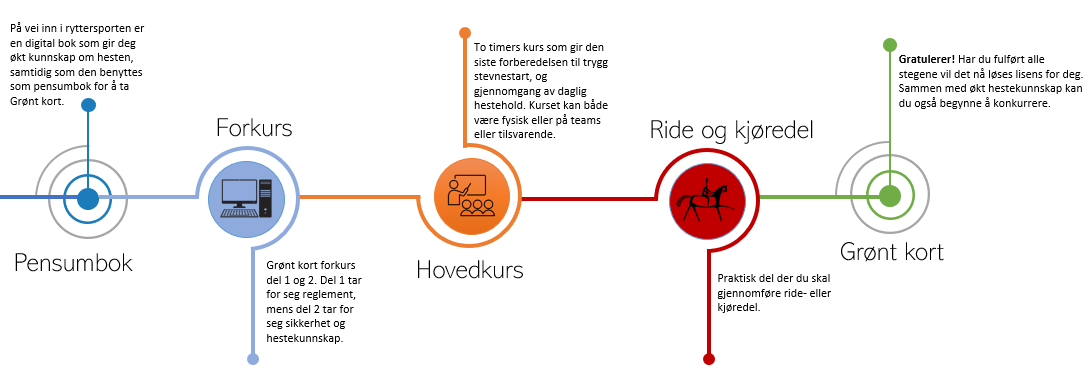 På vei inn i ryttersporten er
en digital bok som gir deg
økt kunnskap om hesten,
samtidig som den benyttes
som pensumbok for å ta
Grønt kort.
Pensumbok
Forkurs
Grønt kort forkurs
del 1 og 2. Del 1 tar
for seg reglement,
mens del 2 tar for
seg sikkerhet og
hestekunnskap.
To timers kurs som gir den
siste forberedelsen til trygg
stevnestart, og
gjennomgang av daglig
hestehold. Kurset kan både
være fysisk eller på teams
eller tilsvarende.
Hovedkurs
Ride og kjøredel
Praktisk del der du skal
gjennomføre ride- eller
kjøredel.
Gratulerer! Har du fulført alle
stegene vil det nå løses lisens for deg.
Sammen med økt hestekunnskap kan
du også begynne å konkurrere.
Grønt kort